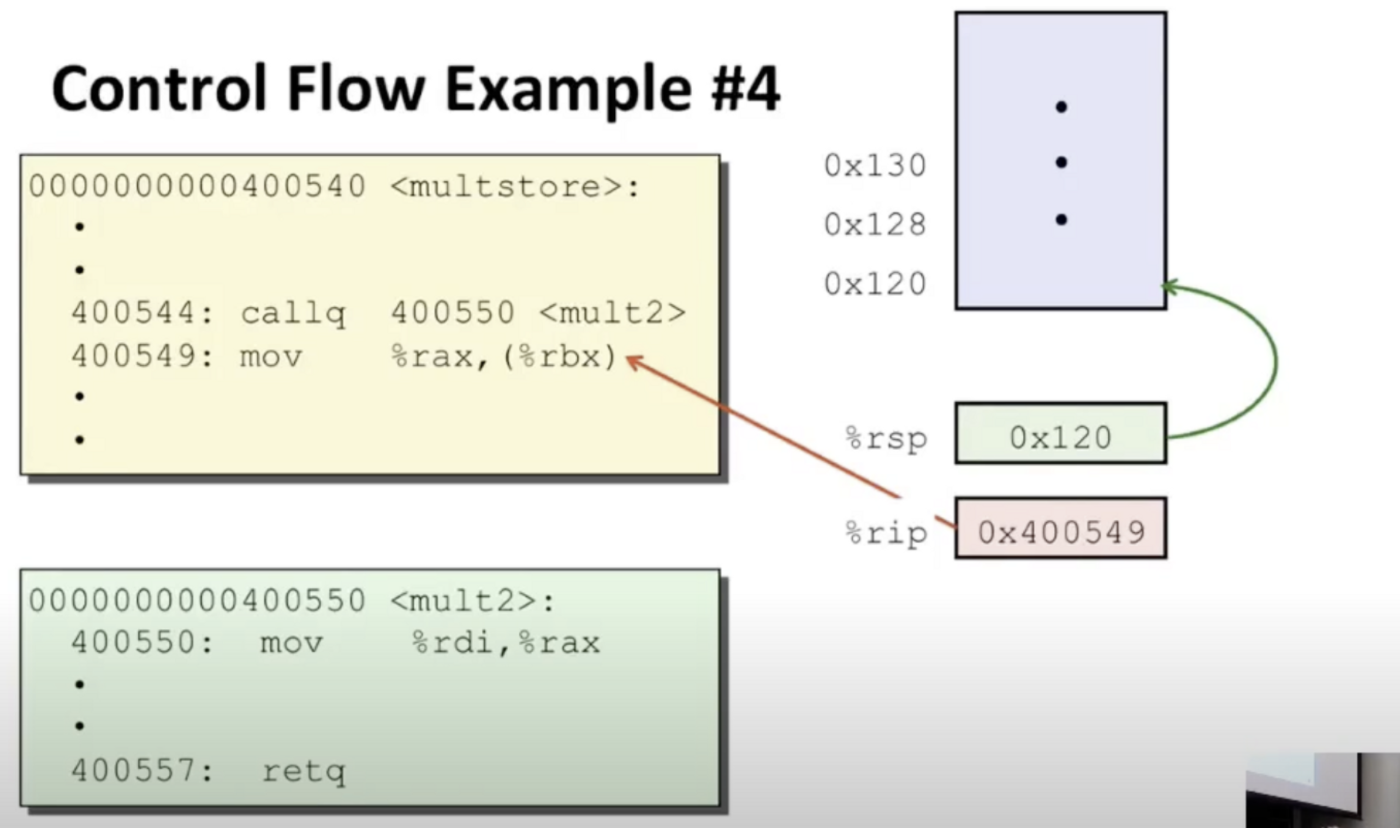 Control Flow Example #4
0000000000400540 <multstore>:
•
•
400544: callq 400550 <mult2>
400549: mov %rax,(%rbx)
•
•
0000000000400550 <mult2>:
400550: mov %rdi,%rax
•
•
400557: retq
0x130
0x128
0x120
%rsp 0x120
%rip 0x400549